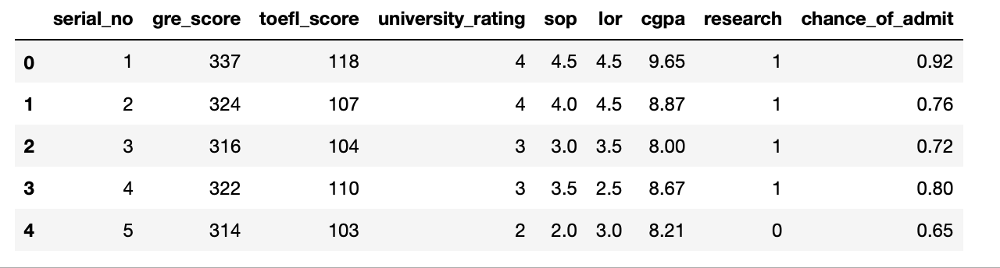 serial_no gre_score toefl_score university_rating sop lor cgpa research chance_of_admit
0 1 337 118 4 4.5 4.5 9.65 1 0.92
1 2 324 107 4 4.0 4.5 8.87 1 0.76
2 3 316 104 3 3.0 3.5 8.00 1 0.72
3 4 322 110 3 3.5 2.5 8.67 1 0.80
4 5 314 103 2 2.0 3.0 8.21 0 0.65